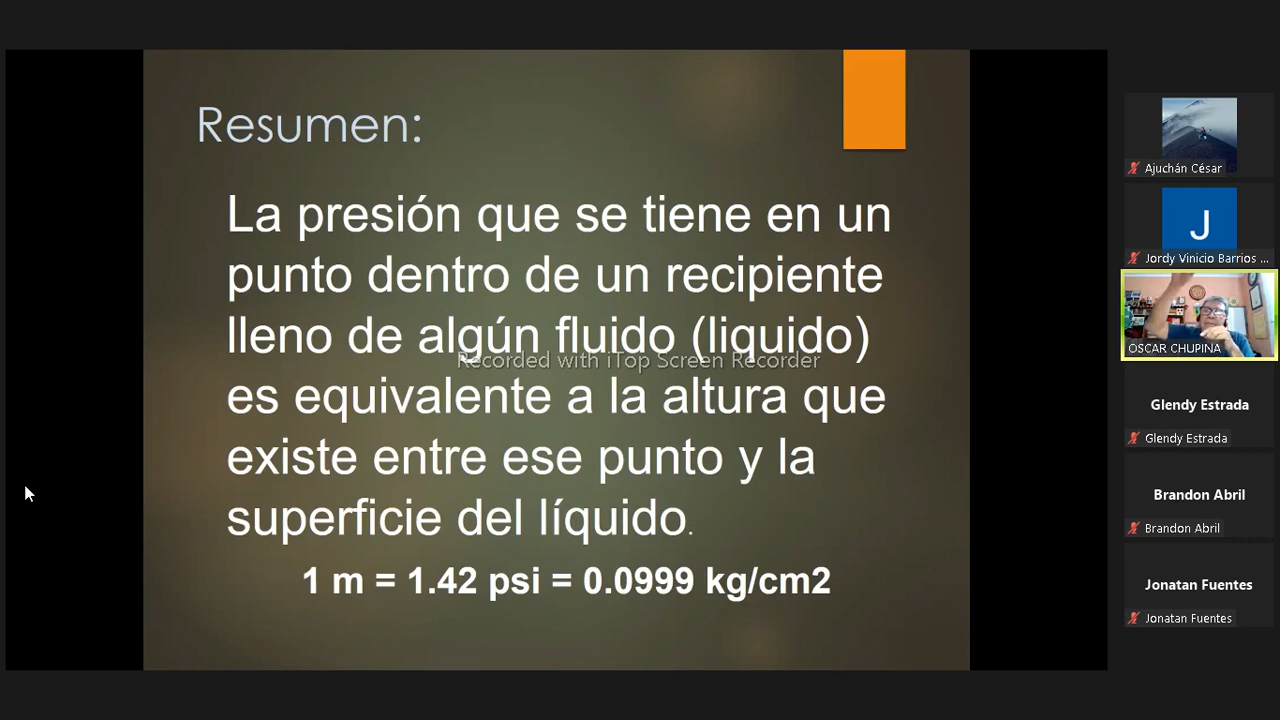 Resumen:
La presión que se tiene en un
punto dentro de un recipiente
lleno de algún fluido (liquido)
es equivalente a la altura que
existe entre ese punto y la
superficie del líquido.
1 m = 1.42 psi = 0.0999 kg/cm2
Recorded with iTop Screen Recorder
Ajuchán César
J
Jordy Vinicio Barrios ...
OSCAR CHUPINA
Glendy Estrada
Glendy Estrada
Brandon Abril
Brandon Abril
Jonatan Fuentes
Jonatan Fuentes